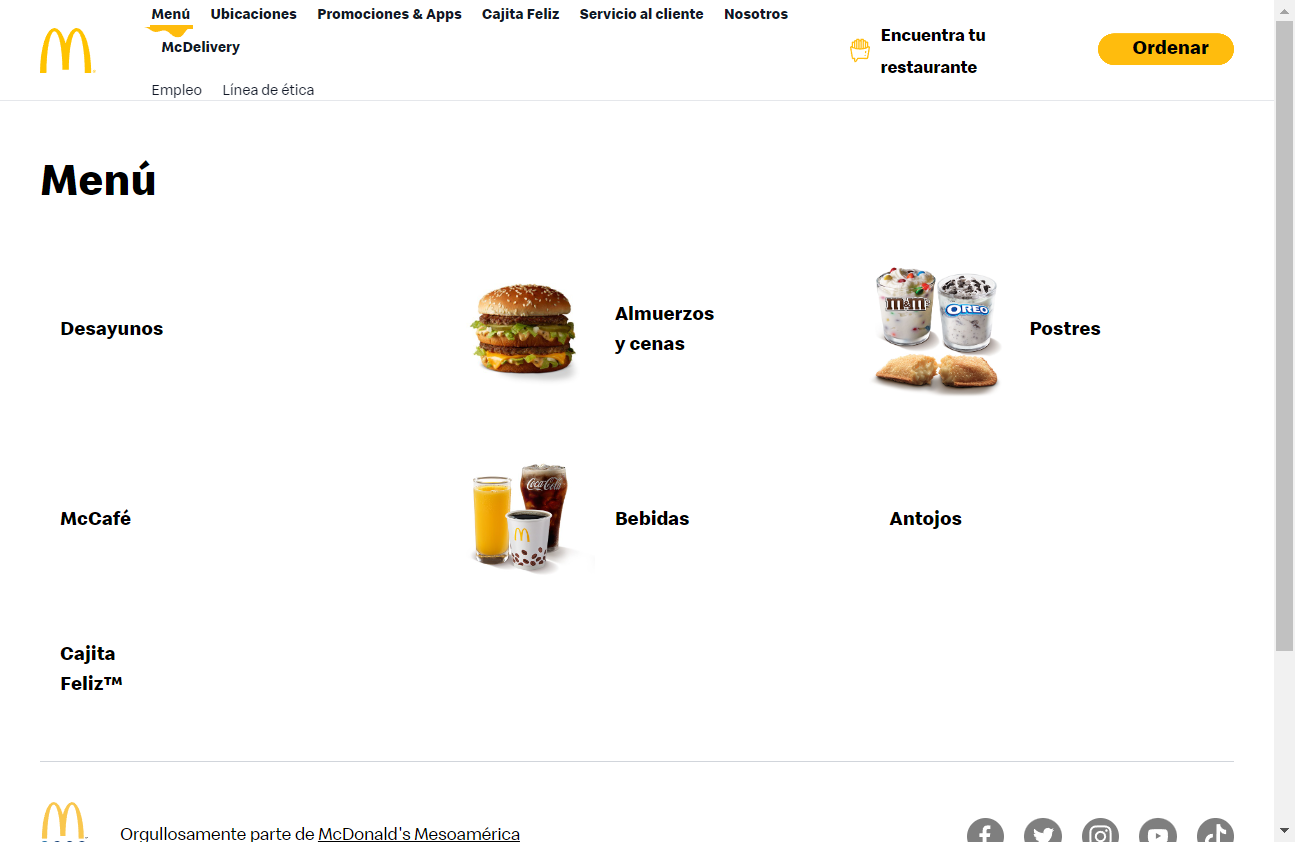 Menú Ubicaciones Promociones & Apps Cajita Feliz Servicio al cliente Nosotros
McDelivery
Empleo Línea de ética
Encuentra tu
restaurante
Ordenar
Menú
Desayunos
Almuerzos
y cenas
m&m's
OREO
Postres
McCafé
Coca-Cola
Bebidas
Antojos
Cajita
Feliz™
Orgullosamente parte de McDonald's Mesoamérica